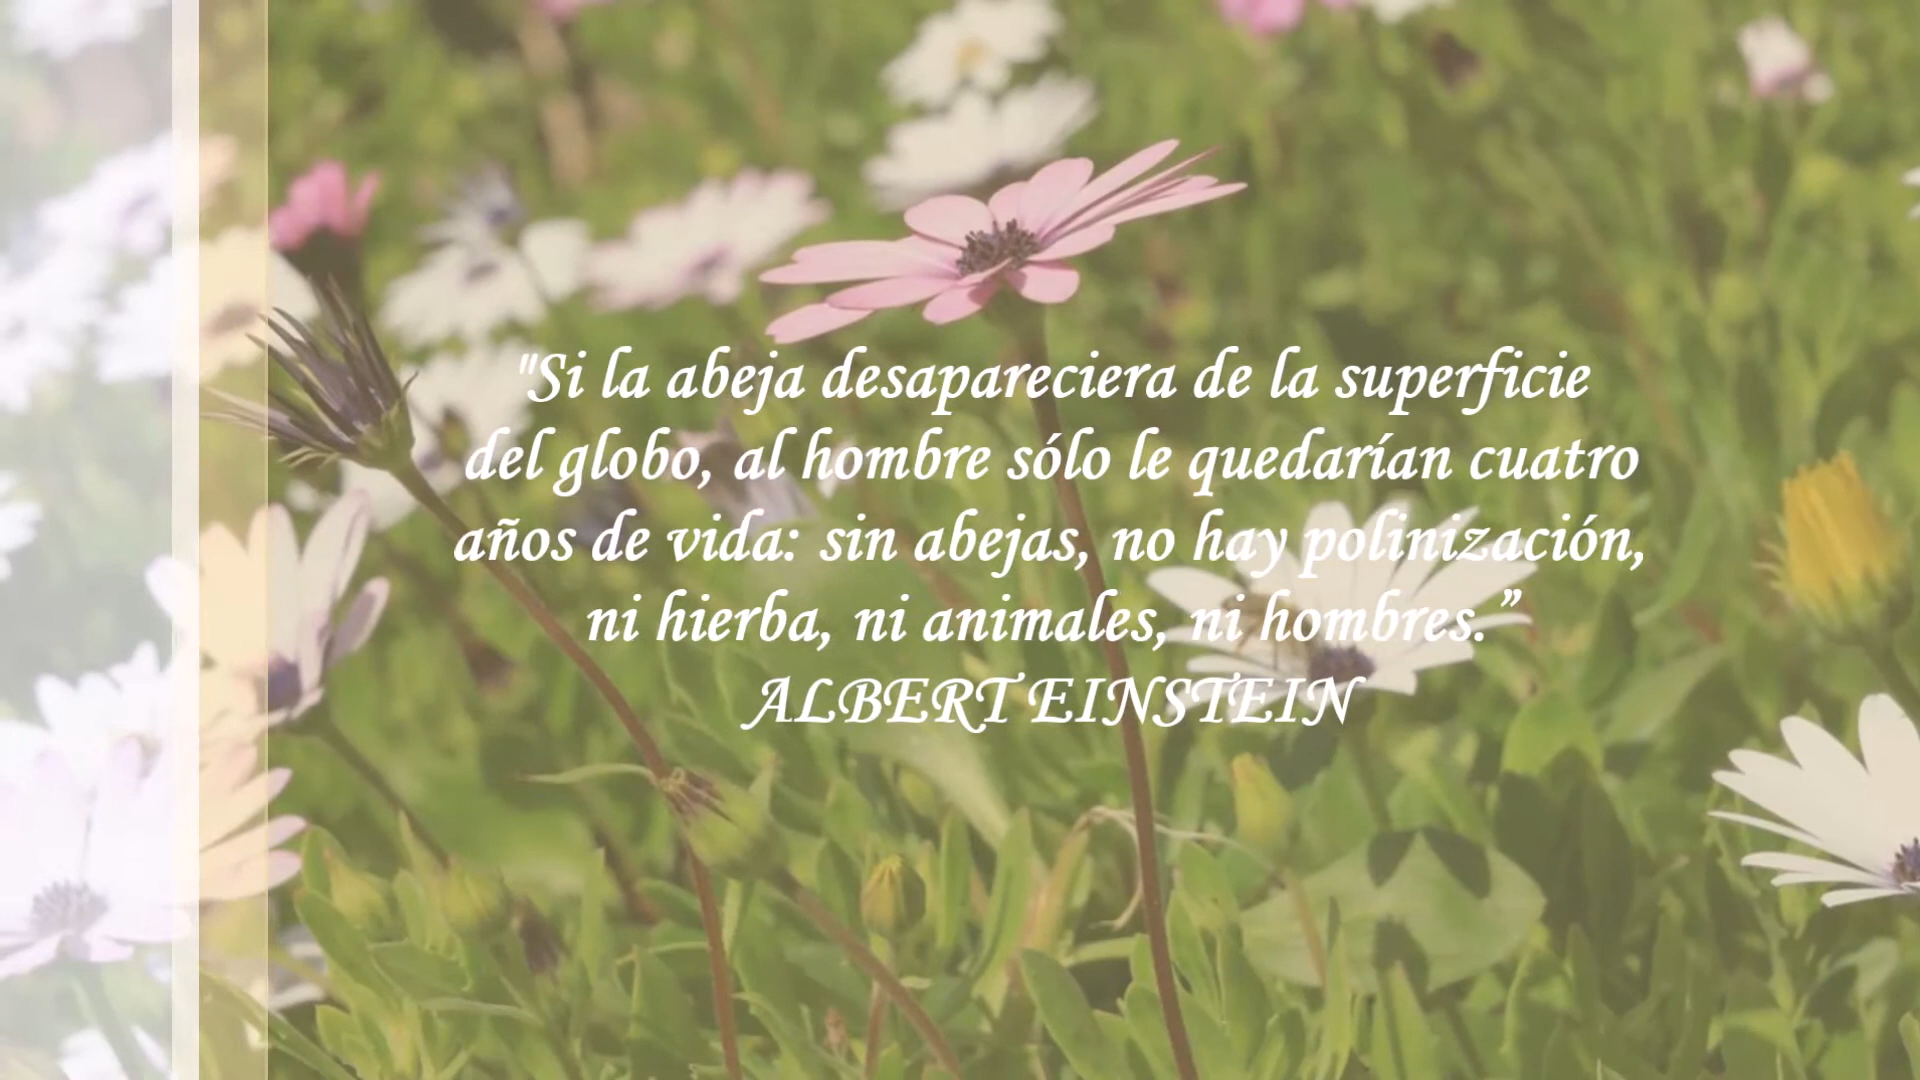 "Si la abeja desapareciera de la superficie
del globo, al hombre sólo le quedarían cuatro
años de vida: sin abejas, no hay polinización,
ni hierba, ni animales, ni hombres.”
ALBERT EINSTEIN